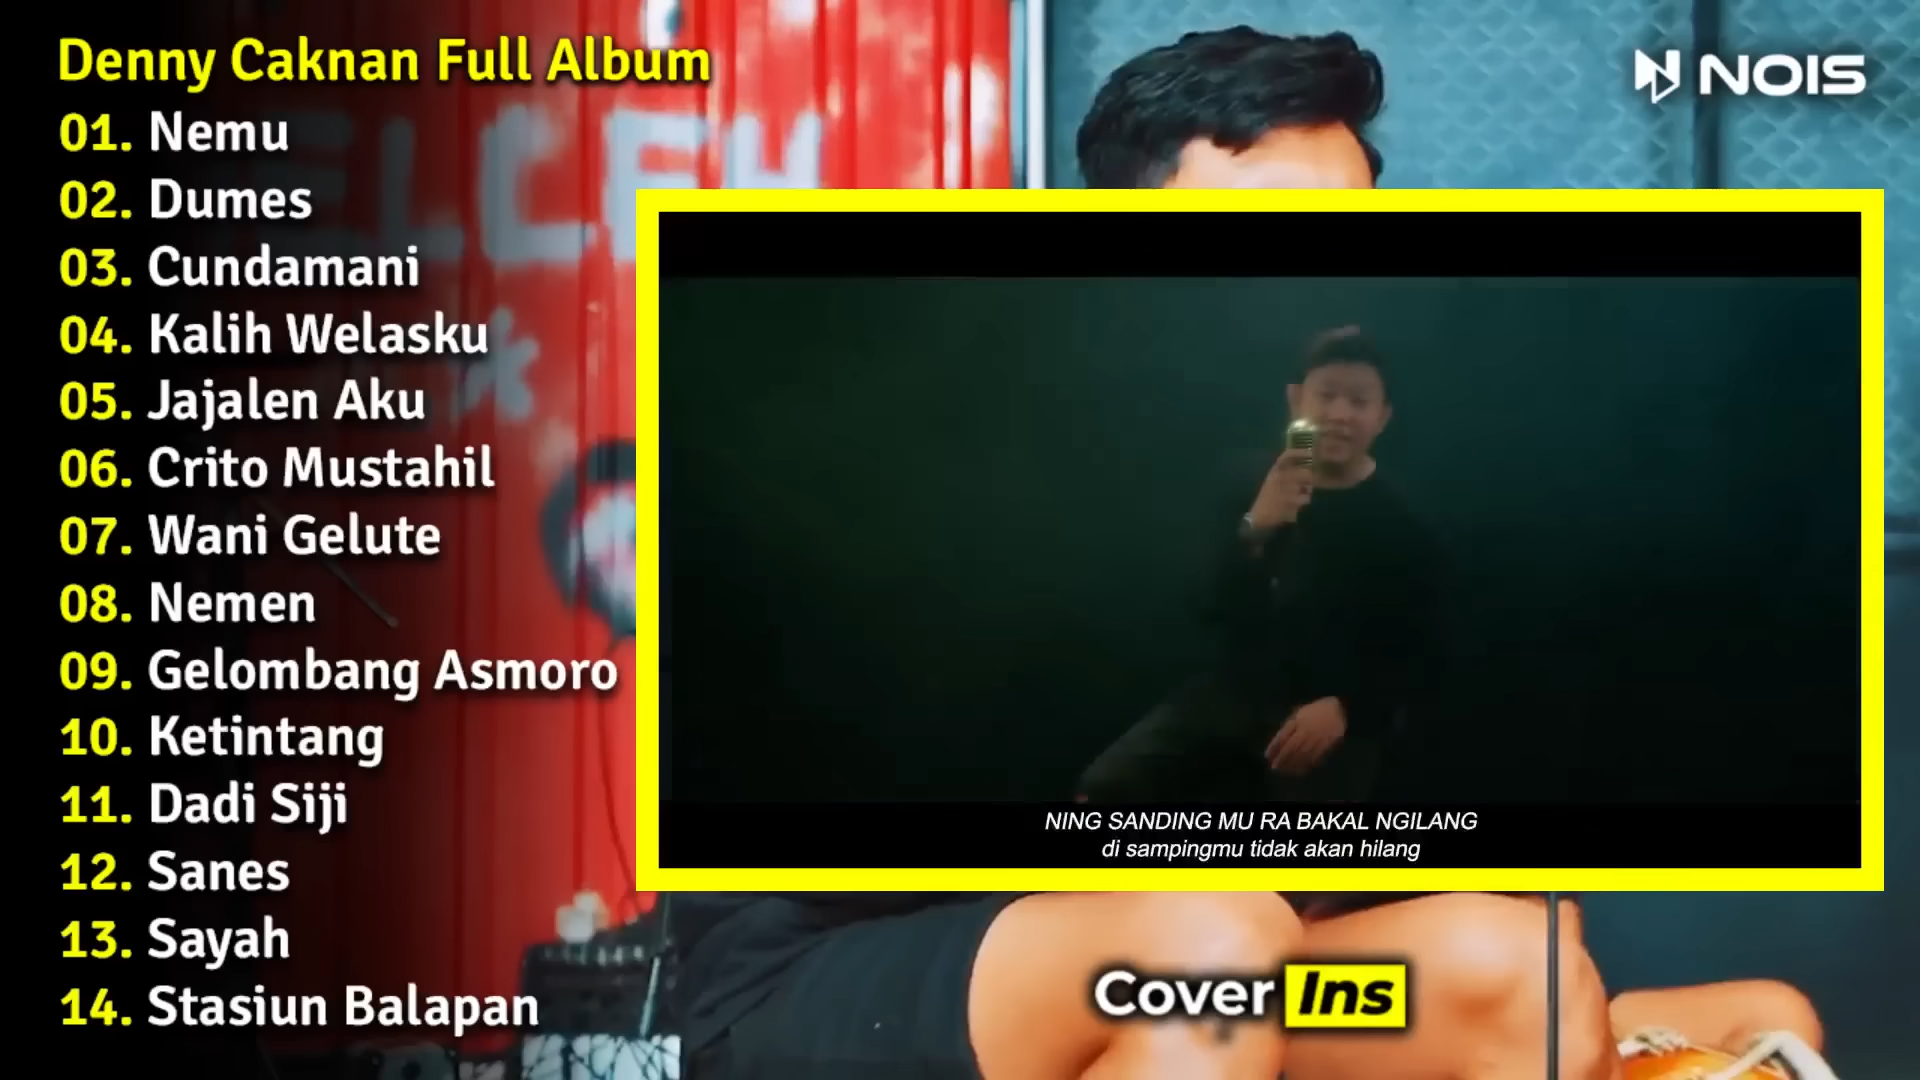 Denny Caknan Full Album
01. Nemu
02. Dumes
03. Cundamani
04. Kalih Welasku
05. Jajalen Aku
06. Crito Mustahil
07. Wani Gelute
08. Nemen
09. Gelombang Asmoro
10. Ketintang
11. Dadi Siji
12. Sanes
13. Sayah
14. Stasiun Balapan
NOIS
NING SANDING MU RA BAKAL NGILANG
di sampingmu tidak akan hilang
Cover Ins